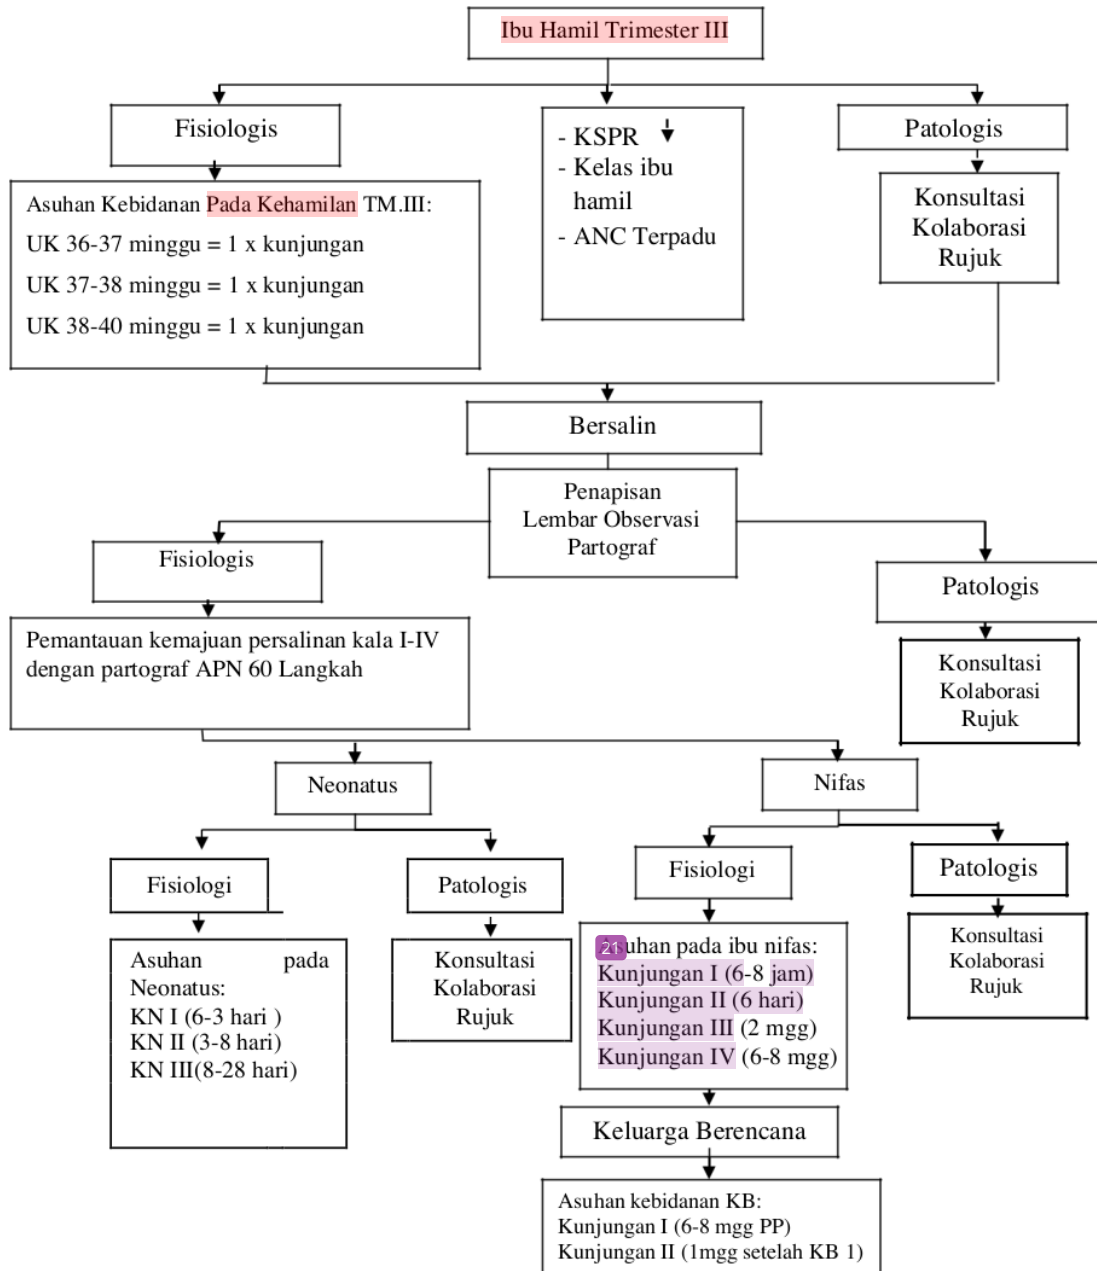 Ibu Hamil Trimester III
Fisiologis
- KSPR
- Kelas ibu
hamil
- ANC Terpadu
Patologis
Asuhan Kebidanan Pada Kehamilan TM.III:
UK 36-37 minggu = 1 x kunjungan
UK 37-38 minggu = 1 x kunjungan
UK 38-40 minggu = 1 x kunjungan
Konsultasi
Kolaborasi
Rujuk
Bersalin
Penapisan
Lembar Observasi
Partograf
Fisiologis
Patologis
Pemantauan kemajuan persalinan kala I-IV
dengan partograf APN 60 Langkah
Konsultasi
Kolaborasi
Rujuk
Neonatus
Nifas
Fisiologi
Patologis
Fisiologi
Patologis
Asuhan pada
Neonatus:
KN I (6-3 hari )
KN II (3-8 hari)
KN III(8-28 hari)
Konsultasi
Kolaborasi
Rujuk
21
suhan pada ibu nifas:
Kunjungan I (6-8 jam)
Kunjungan II (6 hari)
Kunjungan III (2 mgg)
Kunjungan IV (6-8 mgg)
Konsultasi
Kolaborasi
Rujuk
Keluarga Berencana
Asuhan kebidanan KB:
Kunjungan I (6-8 mgg PP)
Kunjungan II (1mgg setelah KB 1)